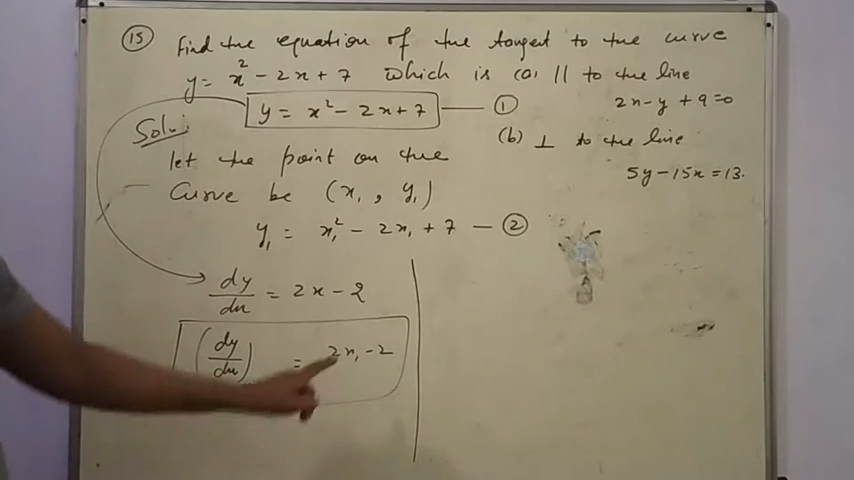 (15) Find the equation of the tangent to the curve
y = x² - 2x + 7 which is (a) || to the line
2x - y + 9 = 0
y = x² - 2x + 7 — (1)
(b) ⊥ to the line
5y - 15x = 13.
Solu:
let the point on the
Curve be (x₁, y₁)
y₁ = x₁² - 2x₁ + 7 — (2)
dy/dx = 2x - 2
(dy/dx) = 2x₁ - 2